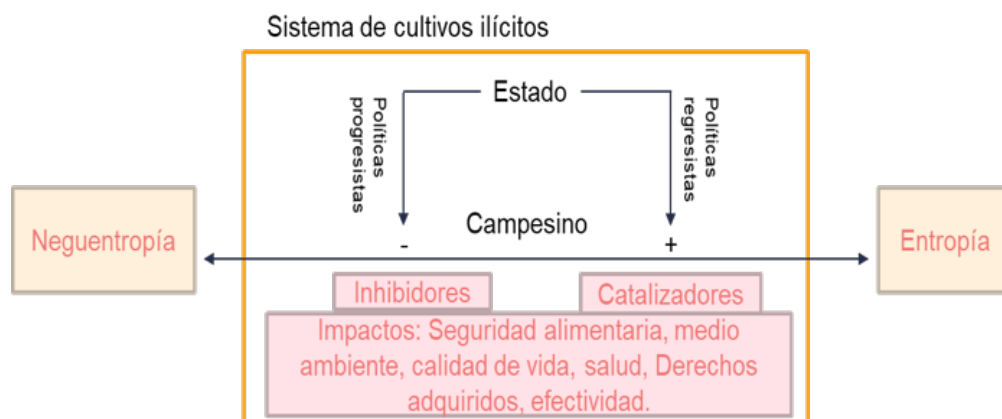 Sistema de cultivos ilícitos
Estado
Políticas
progresistas
Políticas
regresistas
Campesino
- +
Neguentropía
Entropía
Inhibidores
Catalizadores
Impactos: Seguridad alimentaria, medio
ambiente, calidad de vida, salud, Derechos
adquiridos, efectividad.